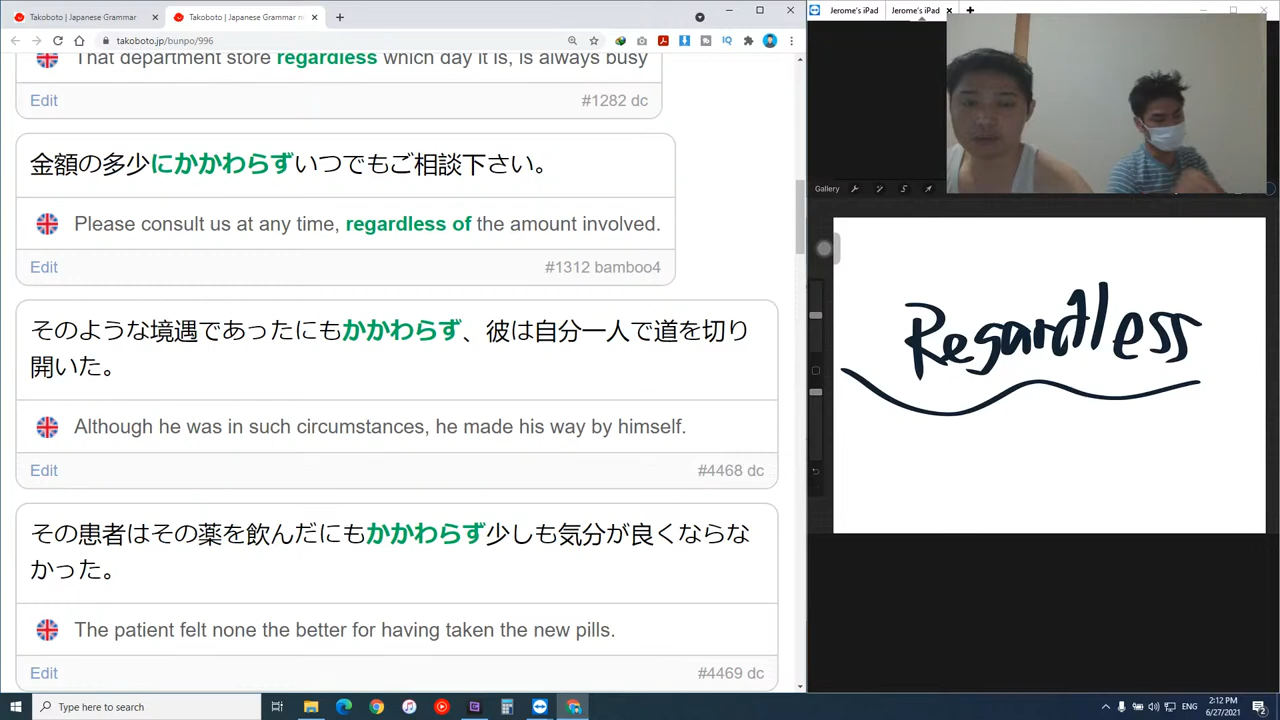 Takoboto | Japanese Grammar
Takoboto | Japanese Grammar n
takoboto.jp/bunpo/996
That department store regardless which day it is, is always busy
Edit
#1282 dc
金額の多少にかかわらずいつでもご相談下さい。
Please consult us at any time, regardless of the amount involved.
Edit
#1312 bamboo4
そのような境遇であったにもかかわらず、彼は自分一人で道を切り
開いた。
Although he was in such circumstances, he made his way by himself.
Edit
#4468 dc
その患者はその薬を飲んだにもかかわらず少しも気分が良くならな
かった。
The patient felt none the better for having taken the new pills.
Edit
#4469 dc
Jerome's iPad
Jerome's iPad
Gallery
Regardless
Type here to search
ENG
2:12 PM
6/27/2021